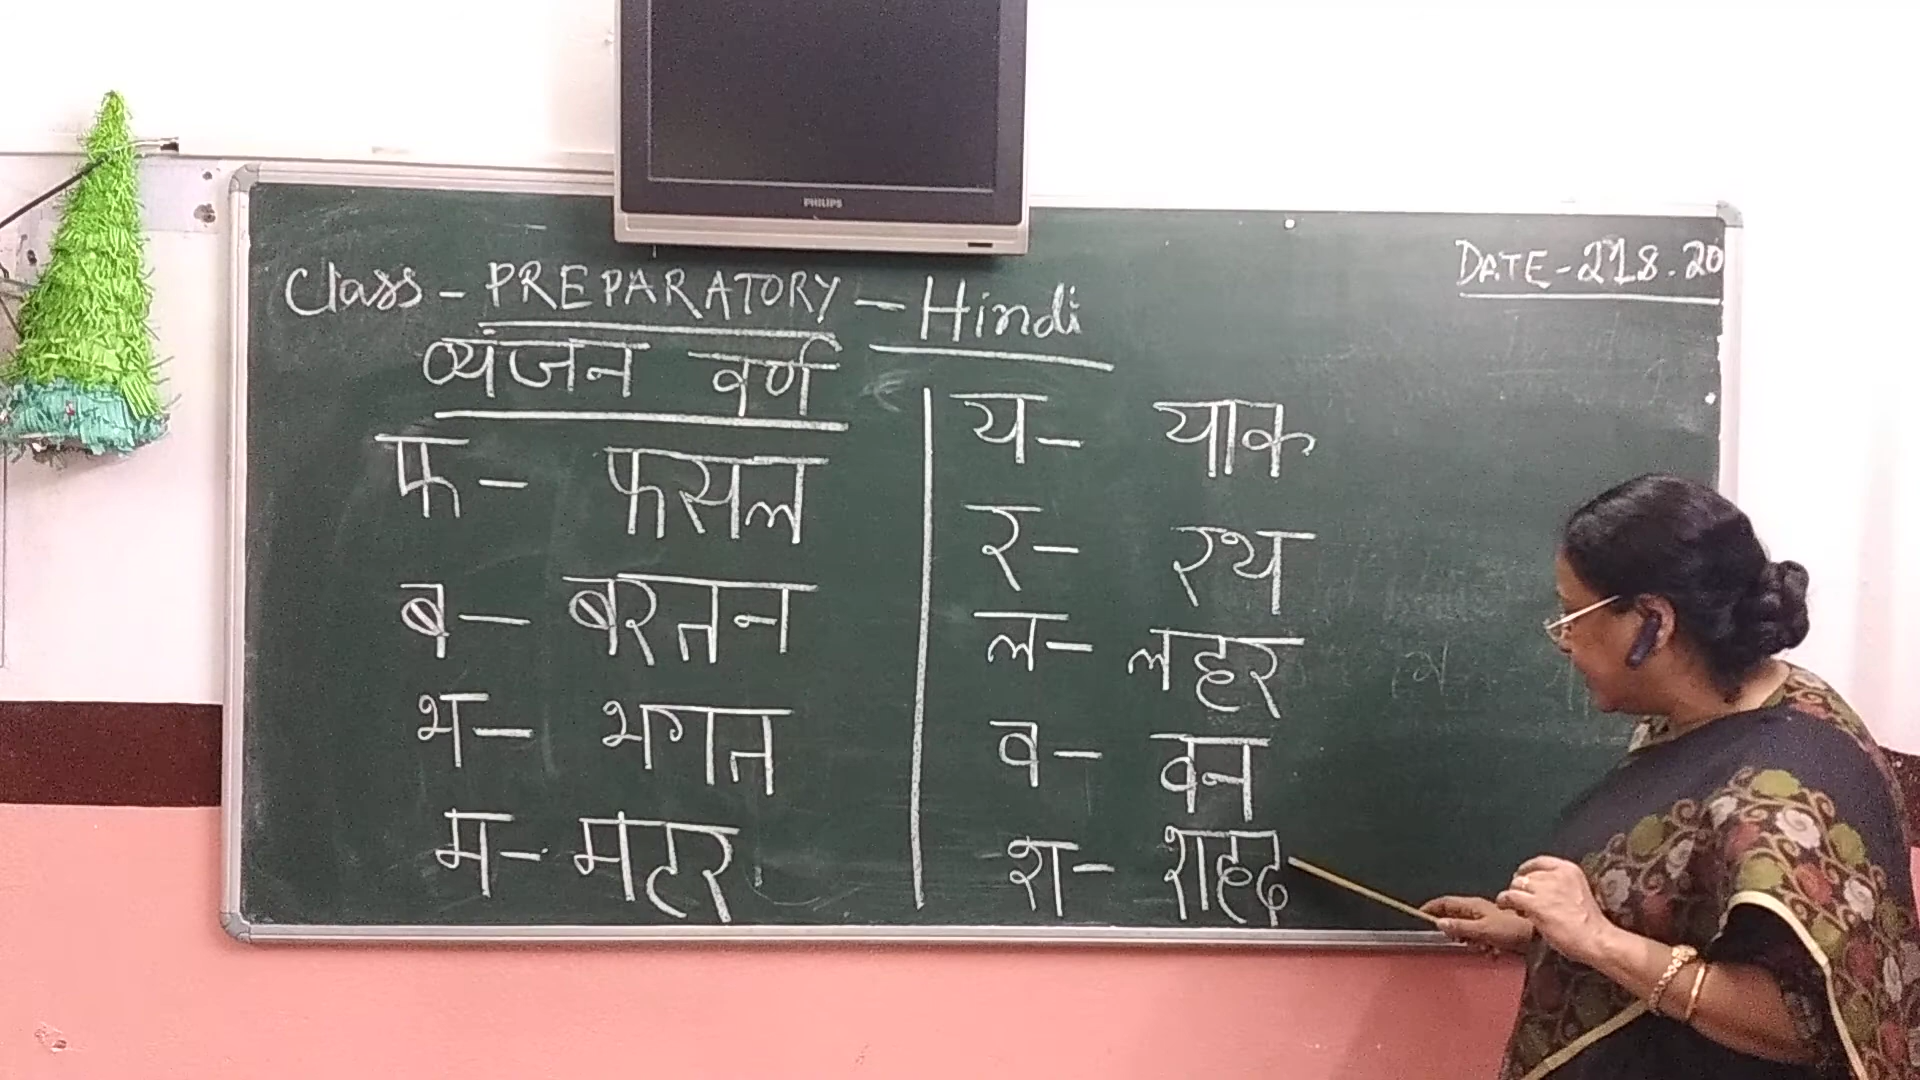 PHILIPS
DATE-21.8.20
Class - PREPARATORY - Hindi
व्यंजन वर्ण
फ - फसल
ब - बरतन
भ - भगत
म - मटर
य - याक
र - रथ
ल - लहर
व - वन
श - शहद